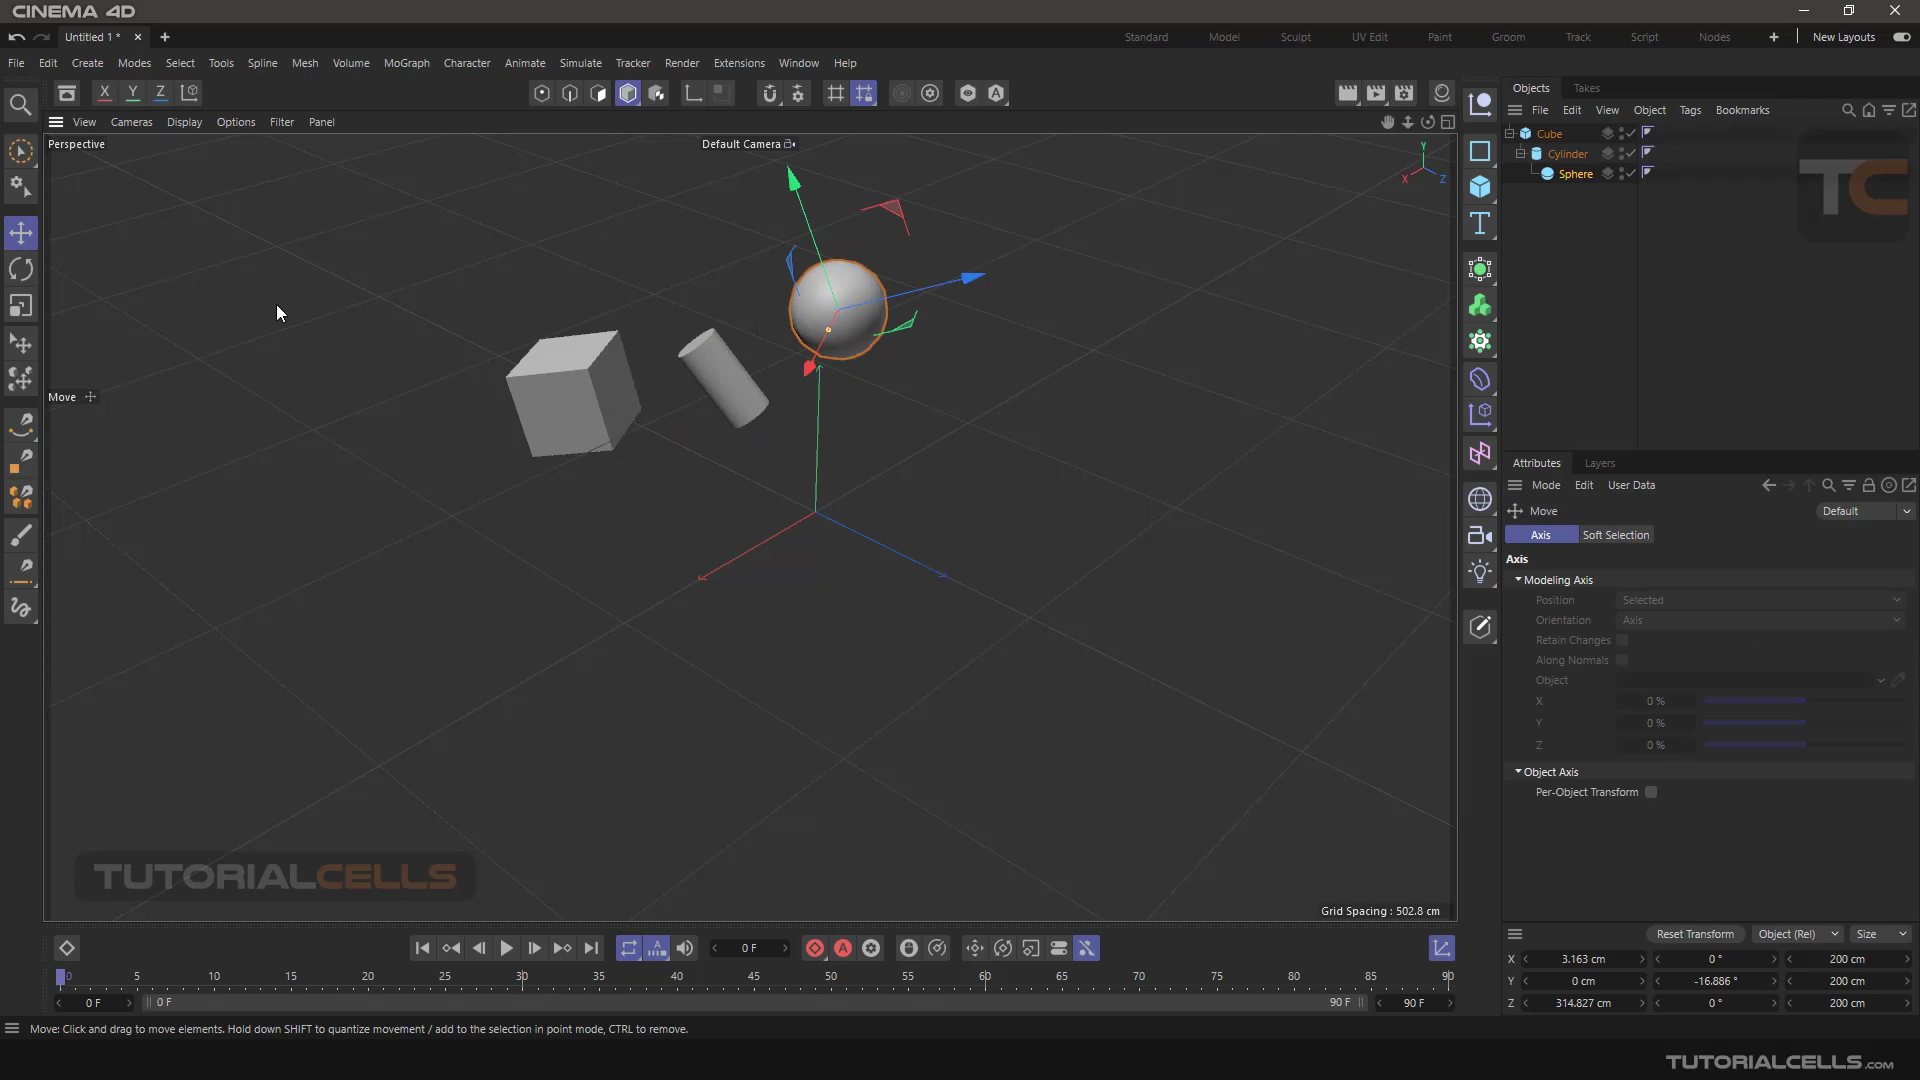 CINEMA 4D
Untitled 1 *
Standard Model Sculpt UV Edit Paint Groom Track Script Nodes New Layouts
File Edit Create Modes Select Tools Spline Mesh Volume MoGraph Character Animate Simulate Tracker Render Extensions Window Help
X Y Z
View Cameras Display Options Filter Panel
Perspective
Default Camera
Y
X
Z
Move
Grid Spacing : 502.8 cm
TUTORIALCELLS
Objects Takes
File Edit View Object Tags Bookmarks
Cube
Cylinder
Sphere
TC
Attributes Layers
Mode Edit User Data
Move Default
Axis Soft Selection
Axis
Modeling Axis
Position Selected
Orientation Axis
Retain Changes
Along Normals
Object
X 0 %
Y 0 %
Z 0 %
Object Axis
Per-Object Transform
0 F
0 5 10 15 20 25 30 35 40 45 50 55 60 65 70 75 80 85 90
0 F 0 F 90 F 90 F
Reset Transform Object (Rel) Size
X 3.163 cm 0 ° 200 cm
Y 0 cm -16.886 ° 200 cm
Z 314.827 cm 0 ° 200 cm
Move: Click and drag to move elements. Hold down SHIFT to quantize movement / add to the selection in point mode, CTRL to remove.
TUTORIALCELLS.COM